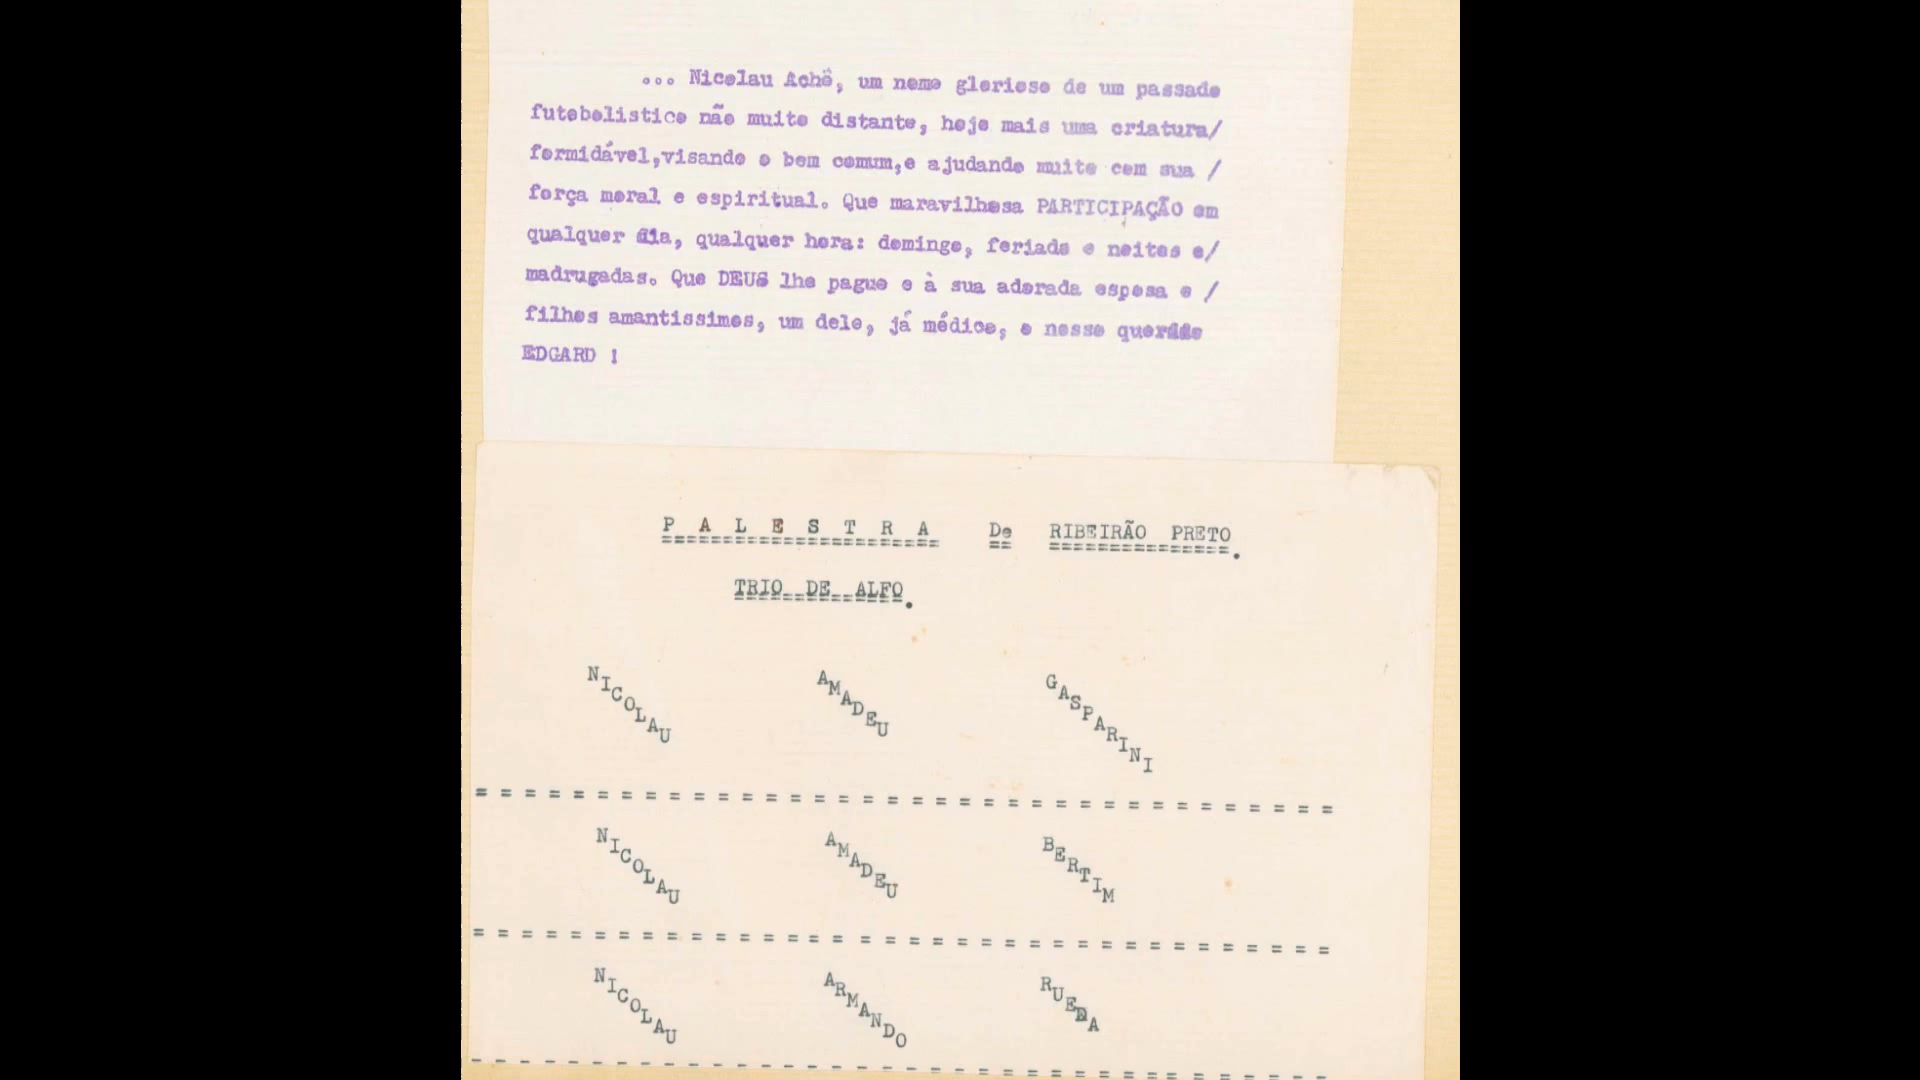 ... Nicolau Achê, um nome glorioso de um passado
futebolistico não muito distante, hoje mais uma criatura/
formidável,visando o bem comum,e ajudando muito com sua /
força moral e espiritual. Que maravilhosa PARTICIPAÇÃO em
qualquer dia, qualquer hora: domingo, feriado e noites e/
madrugadas. Que DEUS lhe pague e à sua adorada esposa e /
filhos amantissimos, um dele, já médico, o nosso querido
EDGARD !
P A L E S T R A De RIBEIRÃO PRETO.
TRIO DE ALFO.
NICOLAU AMADEU GASPARINI
= = = = = = = = = = = = = = = = = = = = = = = = = = = = = = = = = = = =
NICOLAU AMADEU BERTIM
= = = = = = = = = = = = = = = = = = = = = = = = = = = = = = = = = = = =
NICOLAU ARMANDO RUEDA
- - - - - - - - - - - - - - - - - - - - - - - - - - - - - - - - - - - -